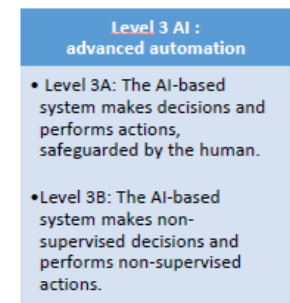 Level 3 AI :
advanced automation
• Level 3A: The AI-based
system makes decisions and
performs actions,
safeguarded by the human.
•Level 3B: The AI-based
system makes non-
supervised decisions and
performs non-supervised
actions.